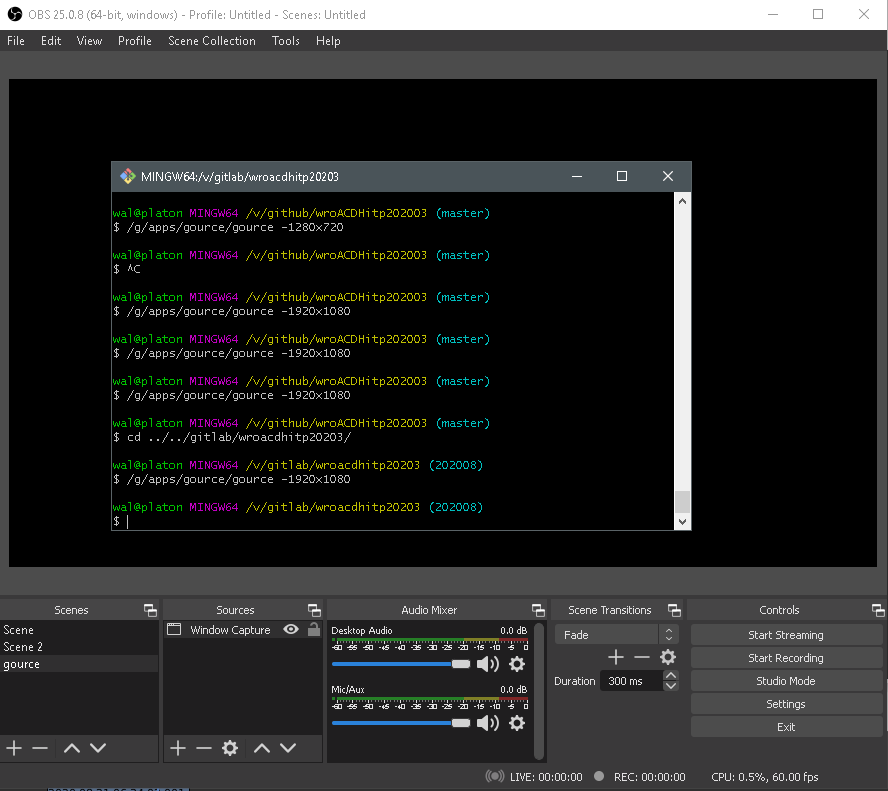 OBS 25.0.8 (64-bit, windows) - Profile: Untitled - Scenes: Untitled
File Edit View Profile Scene Collection Tools Help
MINGW64:/v/gitlab/wroacdhitp20203
wal@platon MINGW64 /v/github/wroACDHitp202003 (master)
$ /g/apps/gource/gource -1280x720
wal@platon MINGW64 /v/github/wroACDHitp202003 (master)
$ ^C
wal@platon MINGW64 /v/github/wroACDHitp202003 (master)
$ /g/apps/gource/gource -1920x1080
wal@platon MINGW64 /v/github/wroACDHitp202003 (master)
$ /g/apps/gource/gource -1920x1080
wal@platon MINGW64 /v/github/wroACDHitp202003 (master)
$ /g/apps/gource/gource -1920x1080
wal@platon MINGW64 /v/github/wroACDHitp202003 (master)
$ cd ../../gitlab/wroacdhitp20203/
wal@platon MINGW64 /v/gitlab/wroacdhitp20203 (202008)
$ /g/apps/gource/gource -1920x1080
wal@platon MINGW64 /v/gitlab/wroacdhitp20203 (202008)
$
Scenes
Scene
Scene 2
gource
Sources
Window Capture
Audio Mixer
Desktop Audio 0.0 dB
-60 -55 -50 -45 -40 -35 -30 -25 -20 -15 -10 -5 0
Mic/Aux 0.0 dB
-60 -55 -50 -45 -40 -35 -30 -25 -20 -15 -10 -5 0
Scene Transitions
Fade
Duration 300 ms
Controls
Start Streaming
Start Recording
Studio Mode
Settings
Exit
LIVE: 00:00:00 REC: 00:00:00 CPU: 0.5%, 60.00 fps